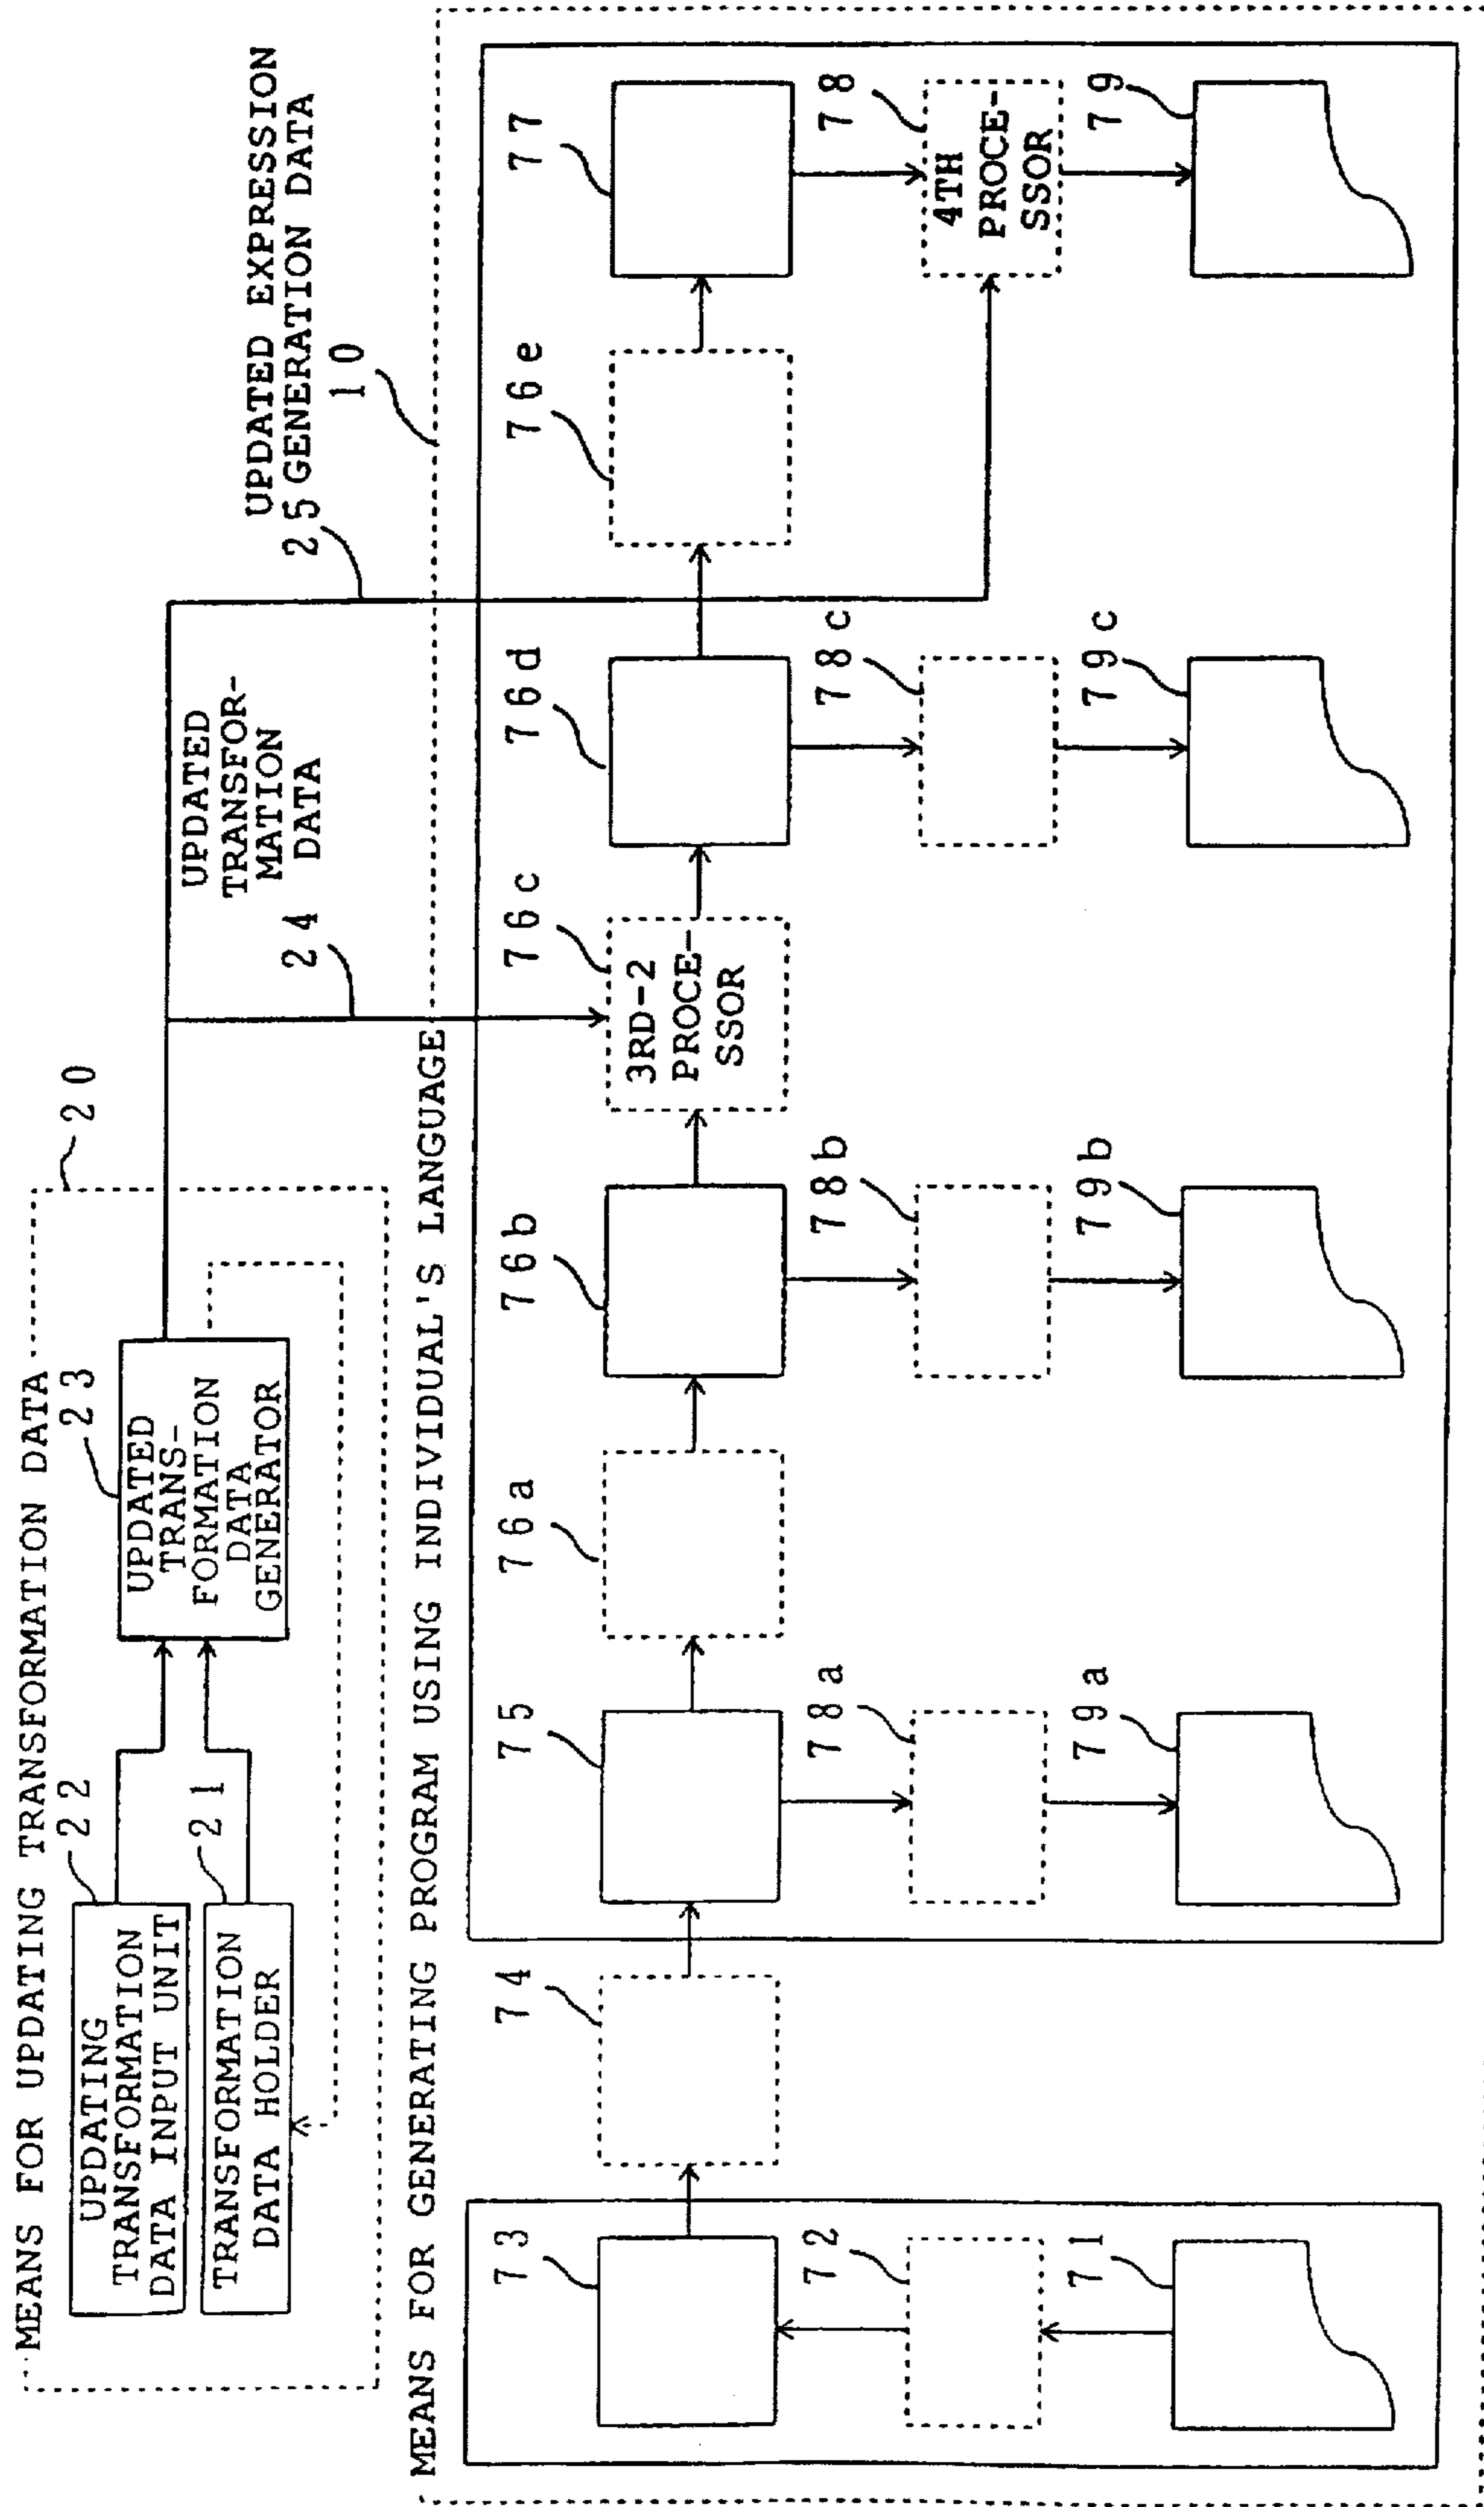 MEANS FOR UPDATING TRANSFORMATION DATA
20
UPDATING
TRANSFORMATION
DATA INPUT UNIT
22
TRANSFORMATION
DATA HOLDER
21
23
UPDATED
TRANS-
FORMATION
DATA
GENERATOR
UPDATED
TRANSFOR-
MATION
DATA
24
UPDATED EXPRESSION
25 GENERATION DATA
10
MEANS FOR GENERATING PROGRAM USING INDIVIDUAL'S LANGUAGE
73
74
75
76a
76b
76c
3RD-2
PROCE-
SSOR
76d
76e
77
72
78a
78b
78c
78
4TH
PROCE-
SSOR
71
79a
79b
79c
79